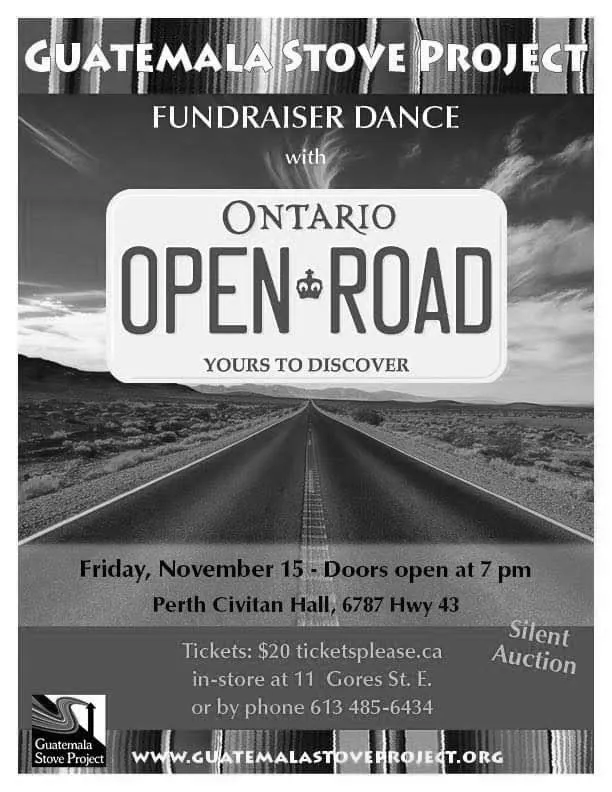 GUATEMALA STOVE PROJECT
FUNDRAISER DANCE
with
ONTARIO
OPEN ROAD
YOURS TO DISCOVER
Friday, November 15 - Doors open at 7 pm
Perth Civitan Hall, 6787 Hwy 43
Silent
Auction
Tickets: $20 ticketsplease.ca
in-store at 11 Gores St. E.
or by phone 613 485-6434
Guatemala
Stove Project
WWW.GUATEMALASTOVEPROJECT.ORG